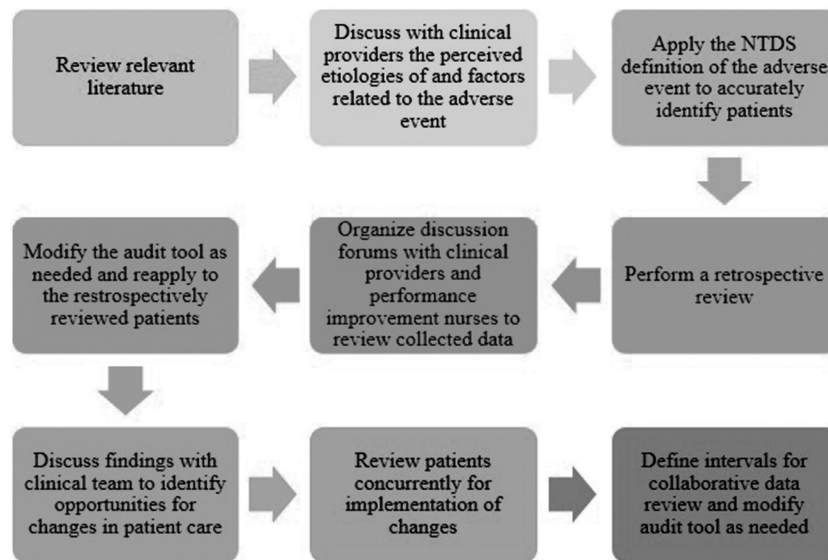 Review relevant
literature
Discuss with clinical
providers the perceived
etiologies of and factors
related to the adverse
event
Apply the NTDS
definition of the adverse
event to accurately
identify patients
Perform a retrospective
review
Organize discussion
forums with clinical
providers and
performance
improvement nurses to
review collected data
Modify the audit tool as
needed and reapply to
the restrospectively
reviewed patients
Discuss findings with
clinical team to identify
opportunities for
changes in patient care
Review patients
concurrently for
implementation of
changes
Define intervals for
collaborative data
review and modify
audit tool as needed